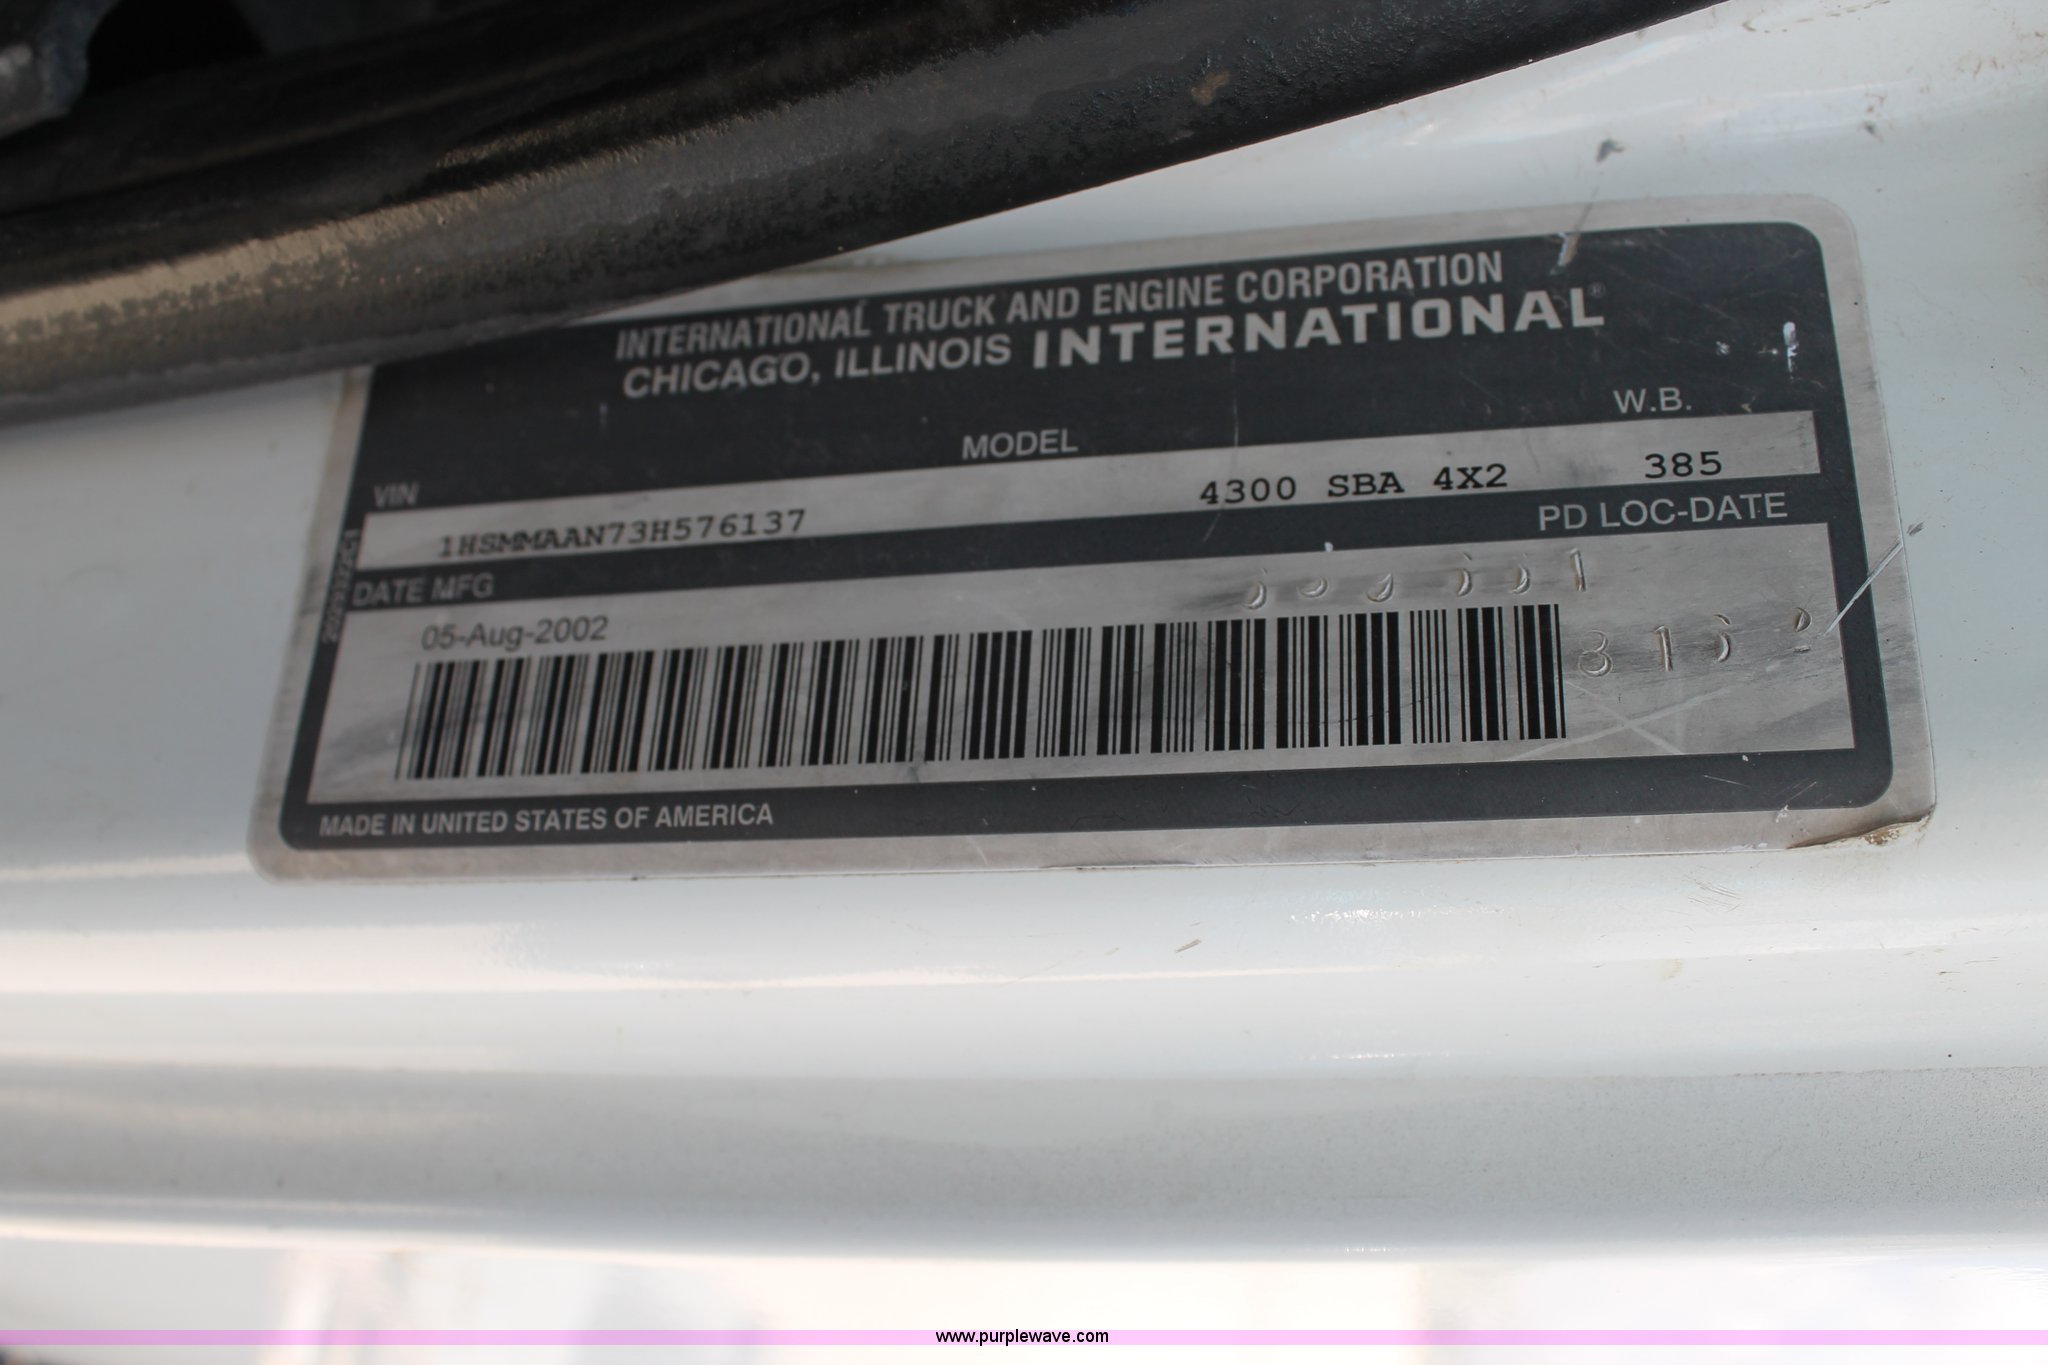 INTERNATIONAL TRUCK AND ENGINE CORPORATION
CHICAGO, ILLINOIS INTERNATIONAL®
VIN MODEL W.B.
1HSMMAAN73H576137 4300 SBA 4X2 385
DATE MFG PD LOC-DATE
05-Aug-2002
MADE IN UNITED STATES OF AMERICA
www.purplewave.com